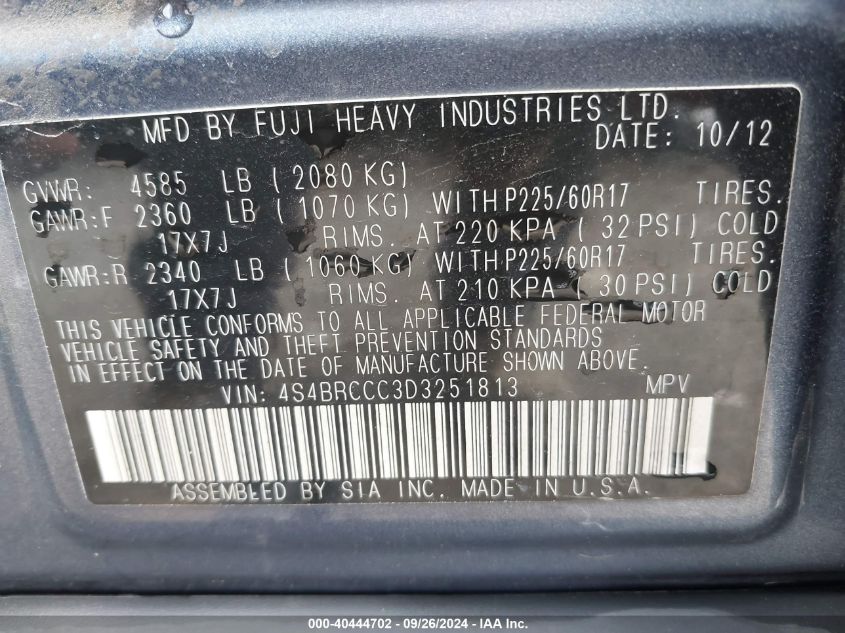 MFD BY FUJI HEAVY INDUSTRIES LTD.
DATE: 10/12
GVWR: 4585 LB ( 2080 KG)
GAWR:F 2360 LB ( 1070 KG) WITH P225/60R17 TIRES.
17X7J RIMS. AT 220 KPA ( 32 PSI) COLD
GAWR:R 2340 LB ( 1060 KG) WITH P225/60R17 TIRES.
17X7J RIMS. AT 210 KPA ( 30 PSI) COLD
THIS VEHICLE CONFORMS TO ALL APPLICABLE FEDERAL MOTOR
VEHICLE SAFETY AND THEFT PREVENTION STANDARDS
IN EFFECT ON THE DATE OF MANUFACTURE SHOWN ABOVE.
VIN: 4S4BRCCC3D3251813 MPV
ASSEMBLED BY SIA INC. MADE IN U.S.A.
000-40444702 - 09/26/2024 - IAA Inc.